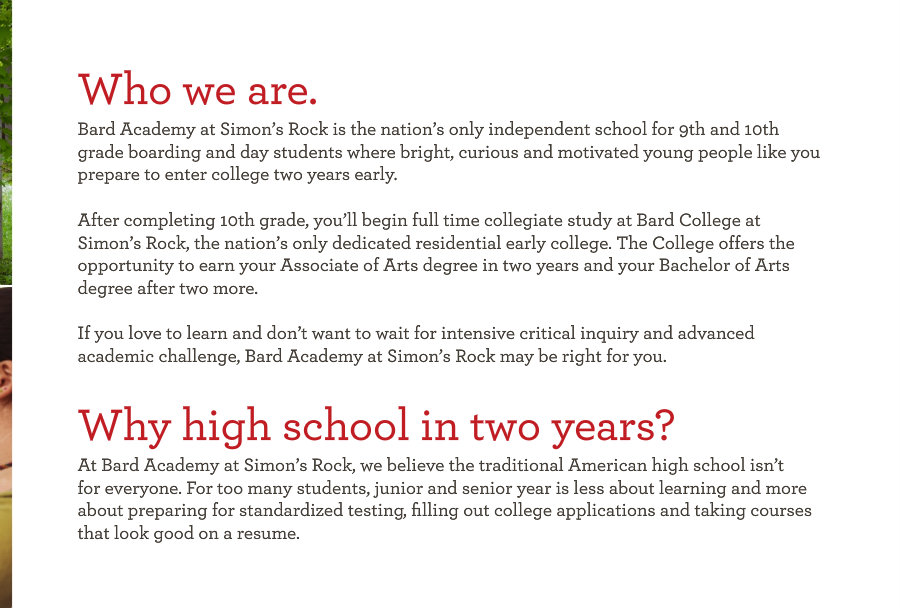 Who we are.
Bard Academy at Simon’s Rock is the nation’s only independent school for 9th and 10th
grade boarding and day students where bright, curious and motivated young people like you
prepare to enter college two years early.
After completing 10th grade, you’ll begin full time collegiate study at Bard College at
Simon’s Rock, the nation’s only dedicated residential early college. The College offers the
opportunity to earn your Associate of Arts degree in two years and your Bachelor of Arts
degree after two more.
If you love to learn and don’t want to wait for intensive critical inquiry and advanced
academic challenge, Bard Academy at Simon’s Rock may be right for you.
Why high school in two years?
At Bard Academy at Simon’s Rock, we believe the traditional American high school isn’t
for everyone. For too many students, junior and senior year is less about learning and more
about preparing for standardized testing, filling out college applications and taking courses
that look good on a resume.